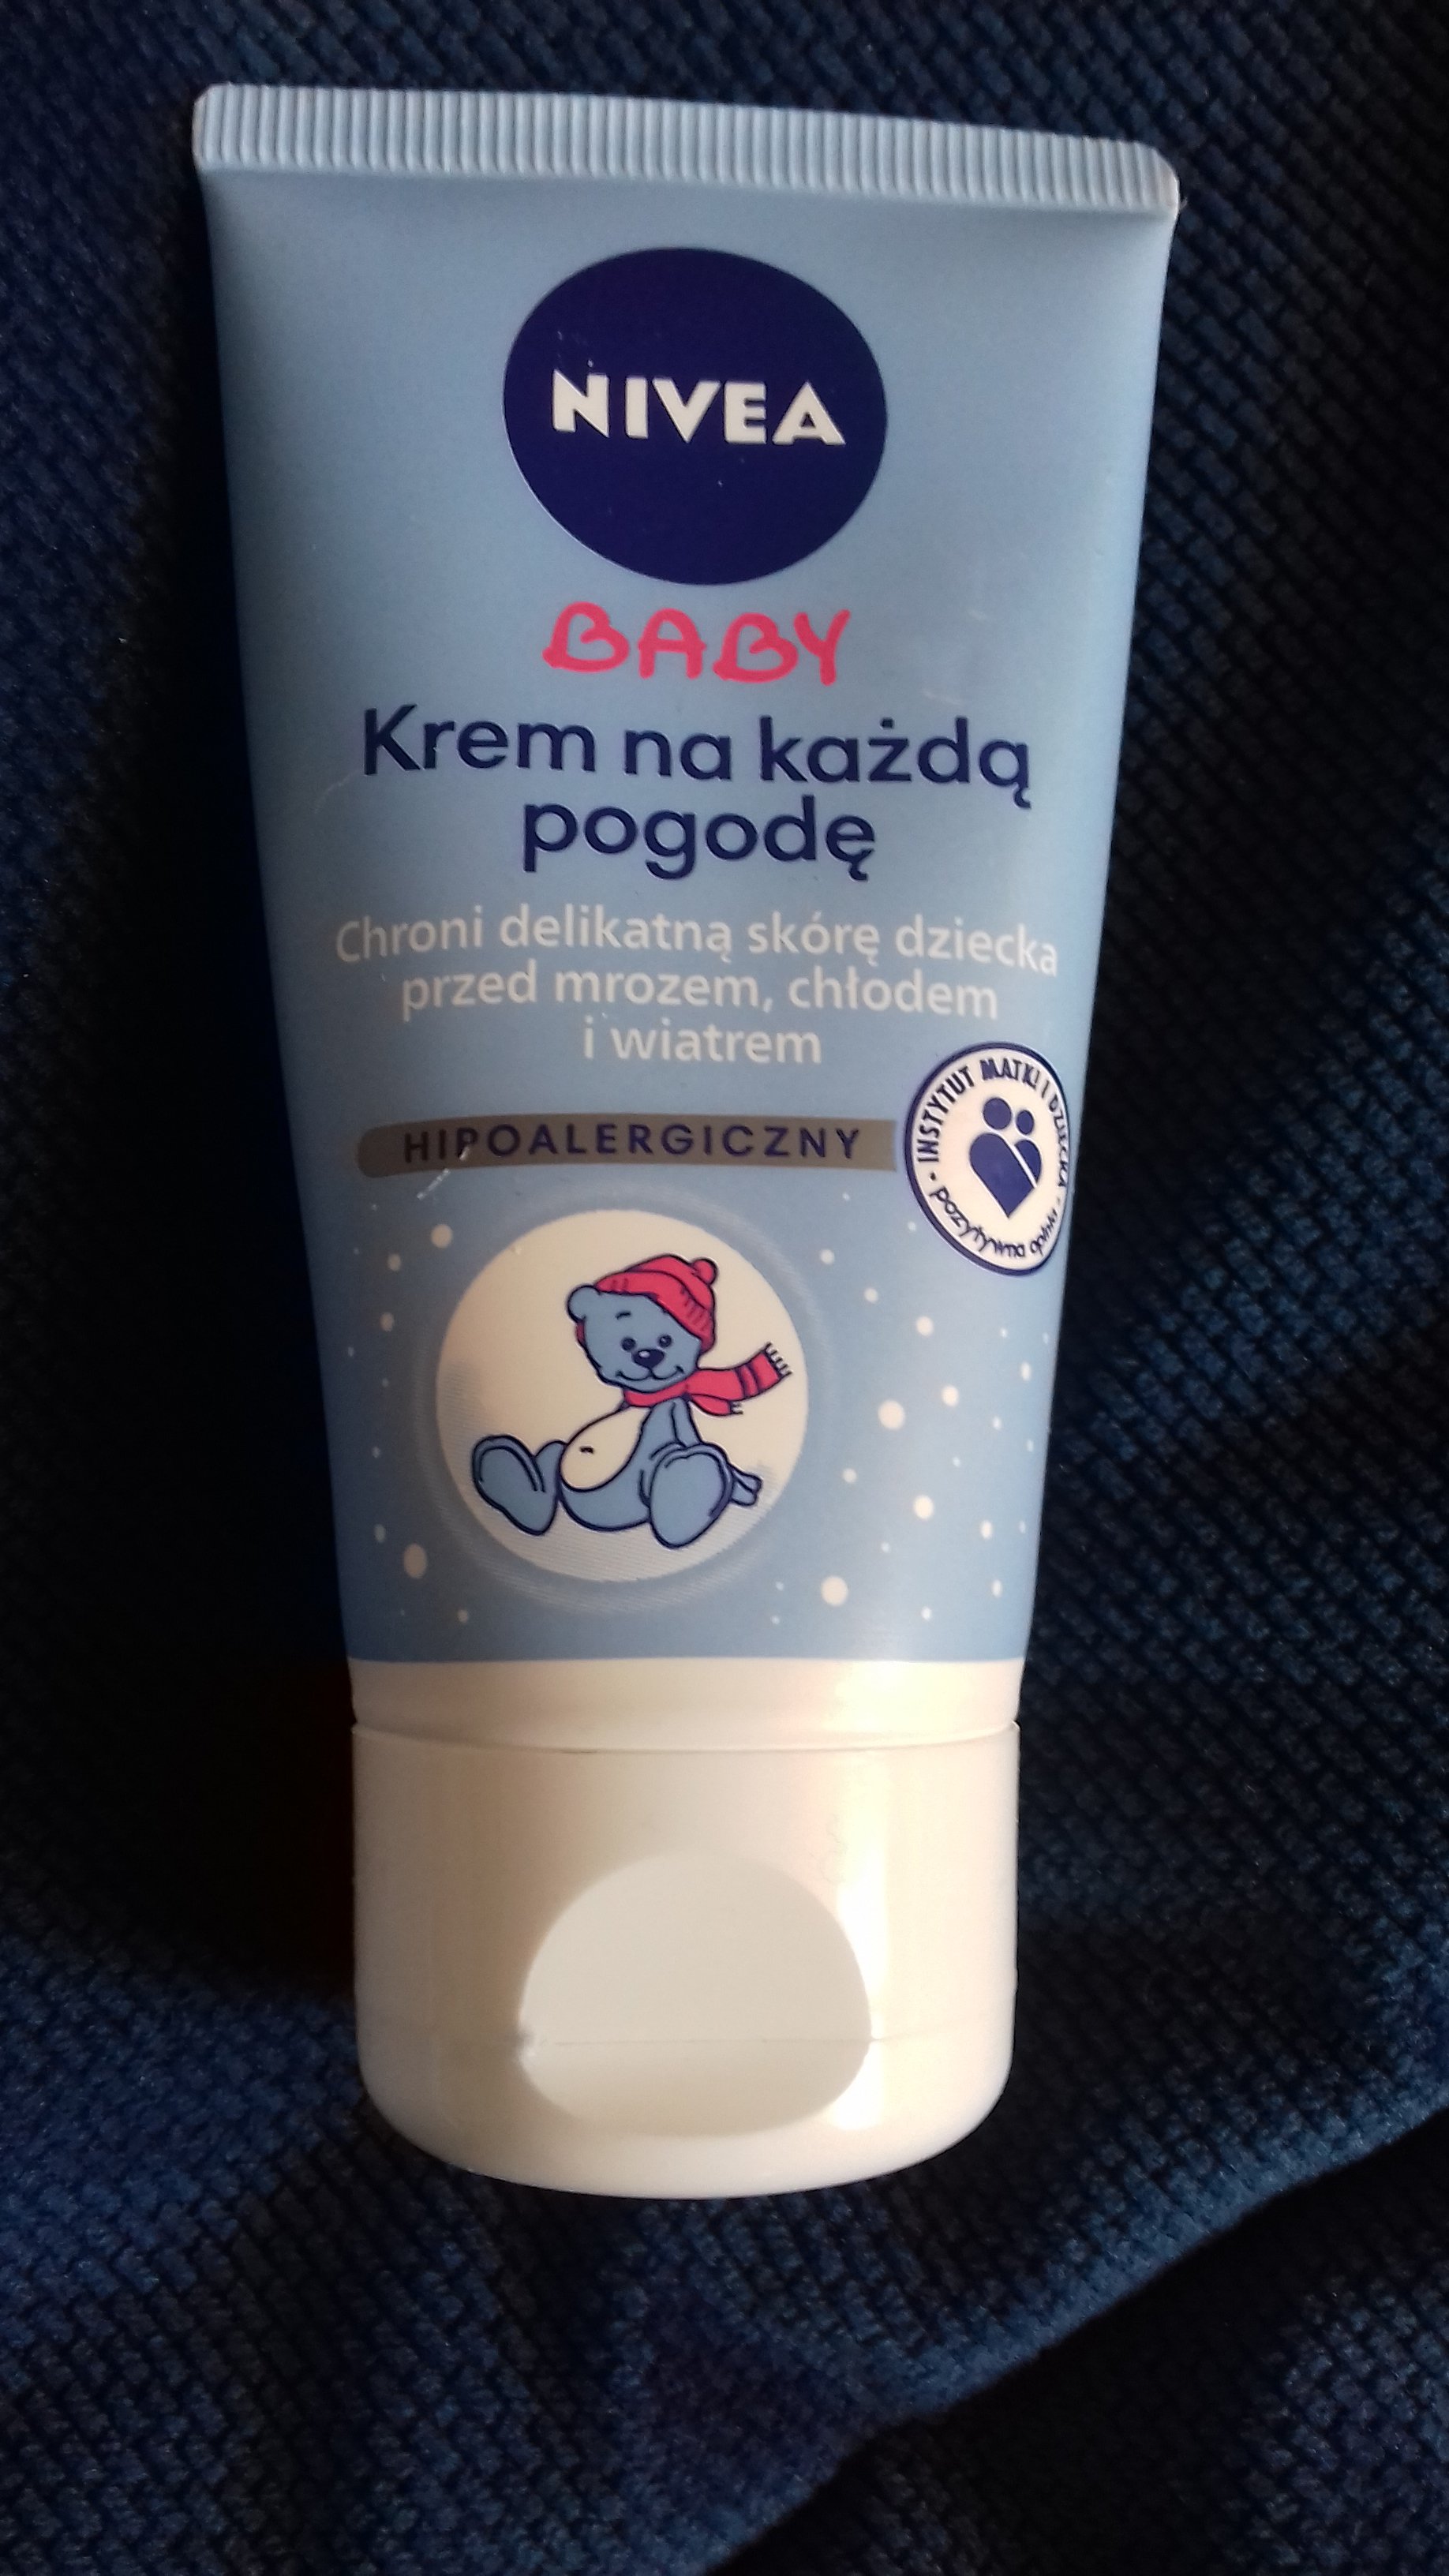 NIVEA
BABY
Krem na każdą
pogodę
Chroni delikatną skórę dziecka
przed mrozem, chłodem
i wiatrem
HIPOALERGICZNY
INSTYTUT MATKI I DZIECKA
pozytywna opinia